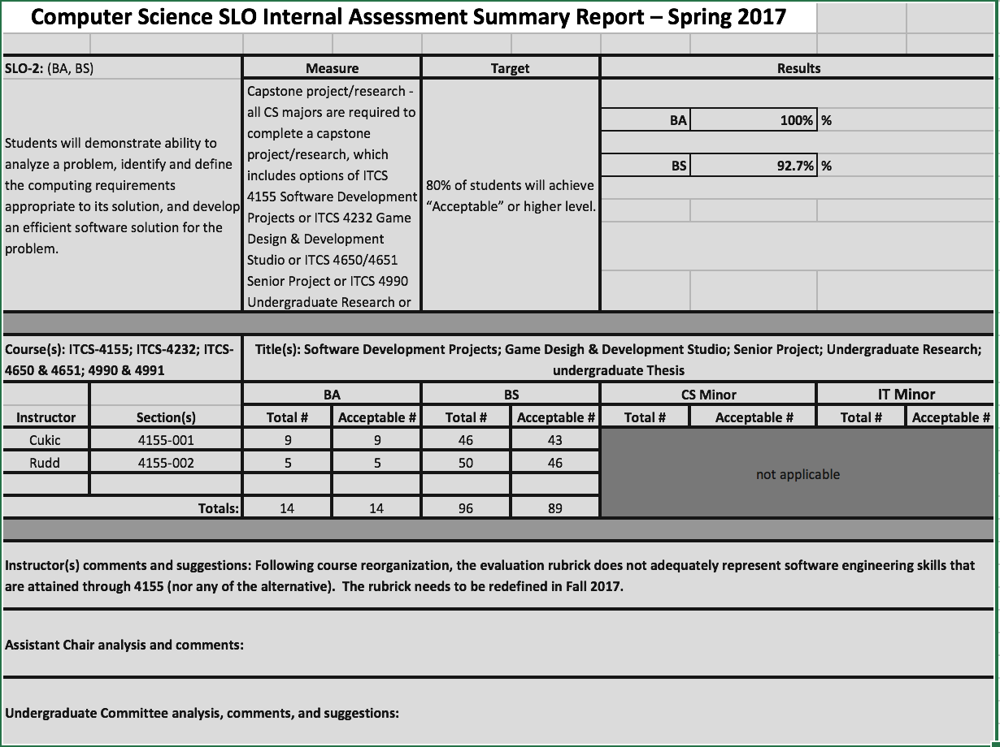 Computer Science SLO Internal Assessment Summary Report – Spring 2017
SLO-2: (BA, BS)
Measure
Target
Results
Students will demonstrate ability to
analyze a problem, identify and define
the computing requirements
appropriate to its solution, and develop
an efficient software solution for the
problem.
Capstone project/research -
all CS majors are required to
complete a capstone
project/research, which
includes options of ITCS
4155 Software Development
Projects or ITCS 4232 Game
Design & Development
Studio or ITCS 4650/4651
Senior Project or ITCS 4990
Undergraduate Research or
80% of students will achieve
“Acceptable” or higher level.
BA 100% %
BS 92.7% %
Course(s): ITCS-4155; ITCS-4232; ITCS-
4650 & 4651; 4990 & 4991
Title(s): Software Development Projects; Game Desigh & Development Studio; Senior Project; Undergraduate Research;
undergraduate Thesis
BA BS CS Minor IT Minor
Instructor Section(s) Total # Acceptable # Total # Acceptable # Total # Acceptable # Total # Acceptable #
Cukic 4155-001 9 9 46 43
Rudd 4155-002 5 5 50 46
not applicable
Totals: 14 14 96 89
Instructor(s) comments and suggestions: Following course reorganization, the evaluation rubrick does not adequately represent software engineering skills that
are attained through 4155 (nor any of the alternative).  The rubrick needs to be redefined in Fall 2017.
Assistant Chair analysis and comments:
Undergraduate Committee analysis, comments, and suggestions: